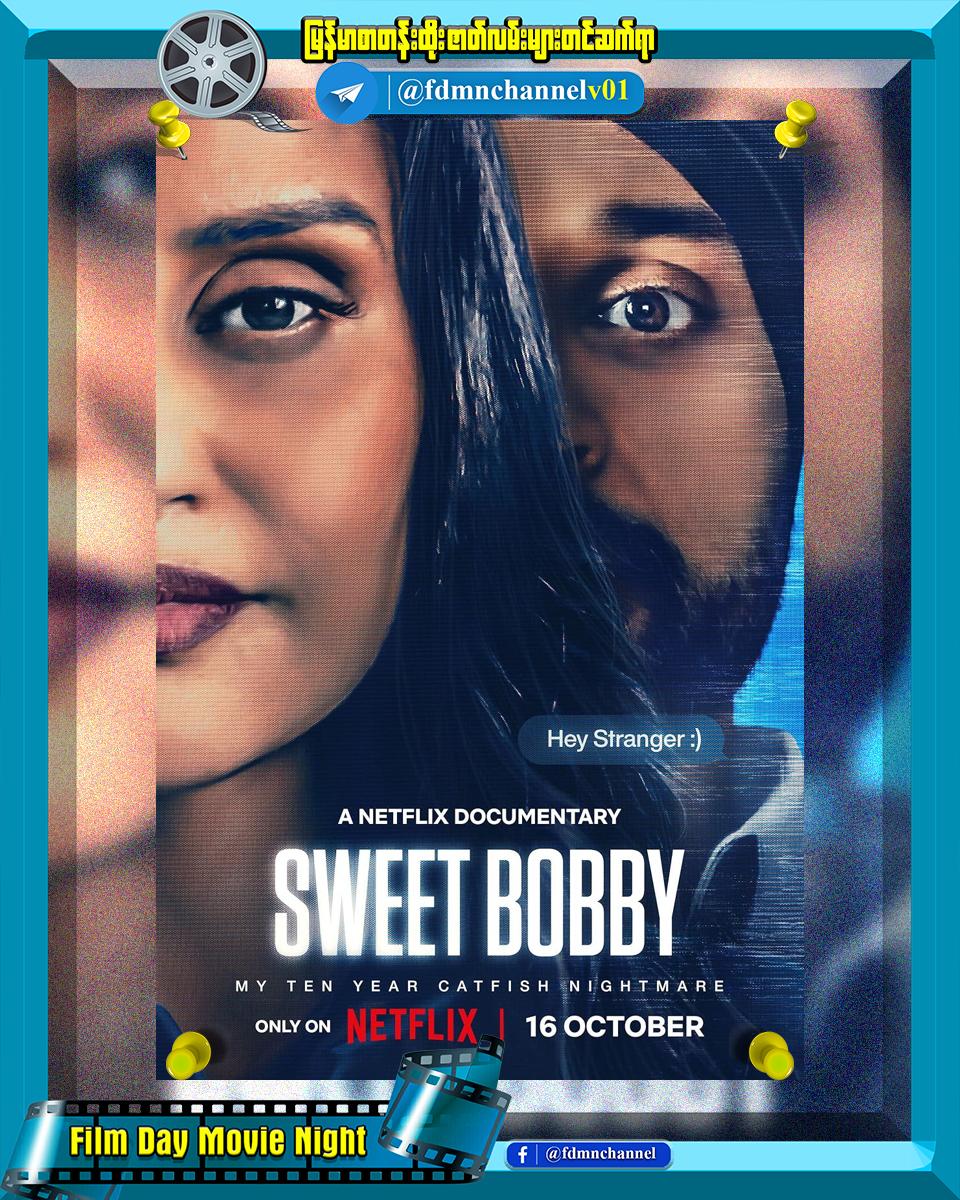 မြန်မာစာတန်းထိုးဇာတ်လမ်းများတင်ဆက်ရာ
@fdmnchannelv01
Hey Stranger :)
A NETFLIX DOCUMENTARY
SWEET BOBBY
MY TEN YEAR CATFISH NIGHTMARE
ONLY ON NETFLIX | 16 OCTOBER
Film Day Movie Night
@fdmnchannel